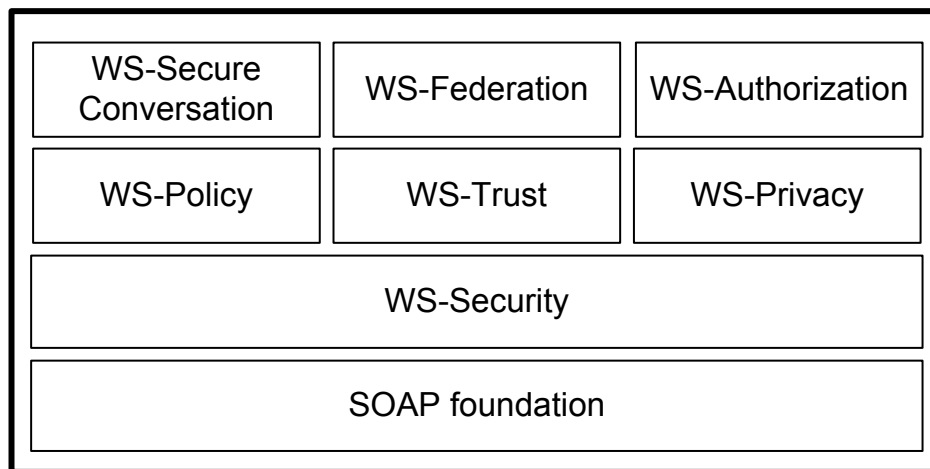 WS-Secure
Conversation
WS-Federation
WS-Authorization
WS-Policy
WS-Trust
WS-Privacy
WS-Security
SOAP foundation